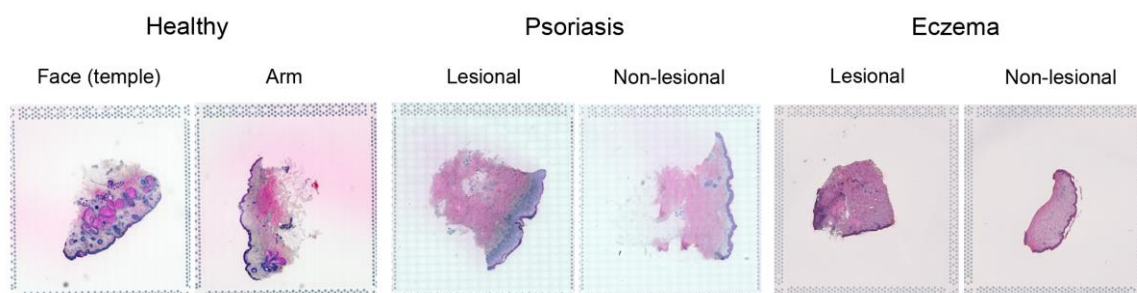 Healthy Psoriasis Eczema
Face (temple) Arm Lesional Non-lesional Lesional Non-lesional